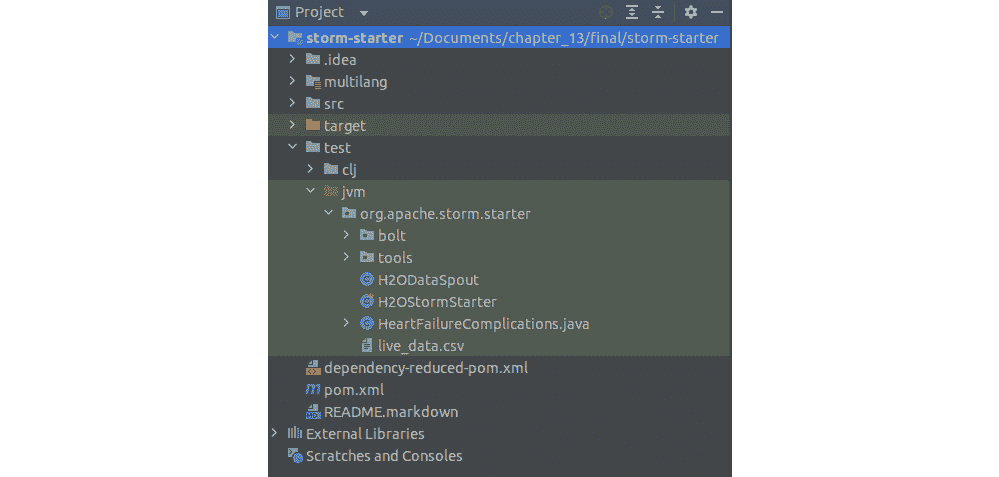 Project
storm-starter ~/Documents/chapter_13/final/storm-starter
.idea
multilang
src
target
test
clj
jvm
org.apache.storm.starter
bolt
tools
H2ODataSpout
H2OStormStarter
HeartFailureComplications.java
live_data.csv
dependency-reduced-pom.xml
pom.xml
README.markdown
External Libraries
Scratches and Consoles